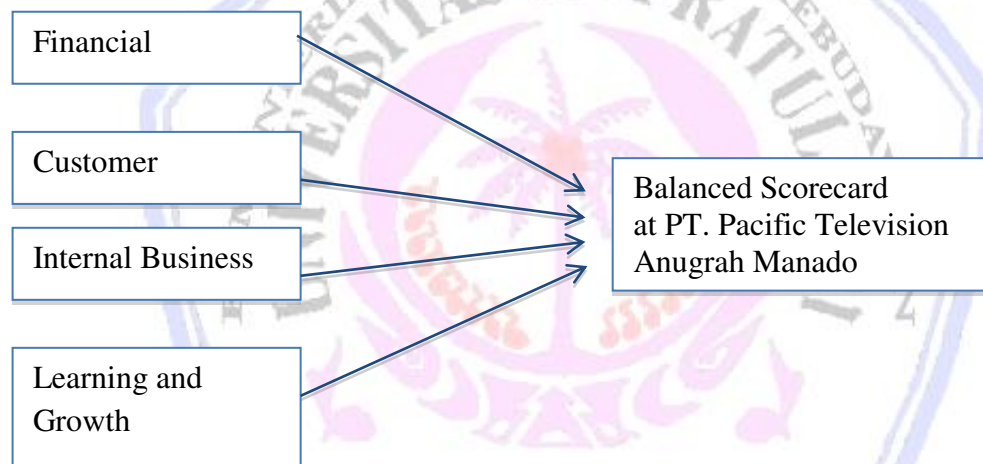 Financial
Customer
Internal Business
Learning and
Growth
Balanced Scorecard
at PT. Pacific Television
Anugrah Manado